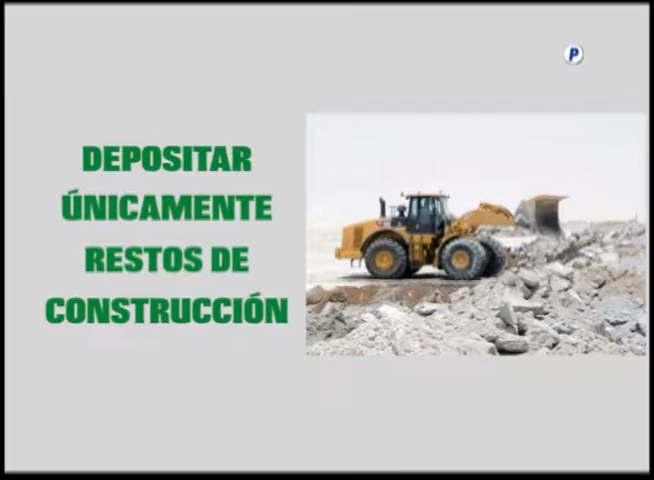 P
DEPOSITAR
ÚNICAMENTE
RESTOS DE
CONSTRUCCIÓN